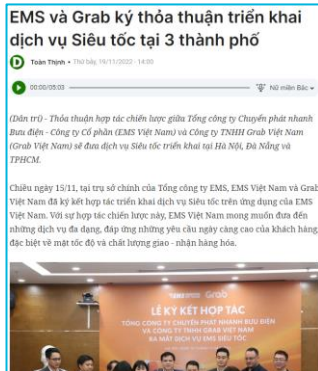 EMS và Grab ký thỏa thuận triển khai
dịch vụ Siêu tốc tại 3 thành phố
Toàn Thịnh • Thứ bảy, 19/11/2022 - 14:00
00:00/05:03
Nữ miền Bắc
(Dân trí) - Thỏa thuận hợp tác chiến lược giữa Tổng công ty Chuyển phát nhanh
Bưu điện - Công ty Cổ phần (EMS Việt Nam) và Công ty TNHH Grab Việt Nam
(Grab Việt Nam) sẽ đưa dịch vụ Siêu tốc triển khai tại Hà Nội, Đà Nẵng và
TPHCM.
Chiều ngày 15/11, tại trụ sở chính của Tổng công ty EMS, EMS Việt Nam và Grab
Việt Nam đã ký kết hợp tác triển khai dịch vụ Siêu tốc trên ứng dụng của EMS
Việt Nam. Với sự hợp tác chiến lược này, EMS Việt Nam mong muốn đưa đến
những dịch vụ đa dạng, đáp ứng những yêu cầu ngày càng cao của khách hàng,
đặc biệt về mặt tốc độ và chất lượng giao - nhận hàng hóa.
Grab
LỄ KÝ KẾT HỢP TÁC
TỔNG CÔNG TY CHUYỂN PHÁT NHANH BƯU ĐIỆN
VÀ CÔNG TY TNHH GRAB VIỆT NAM
RA MẮT DỊCH VỤ EMS SIÊU TỐC